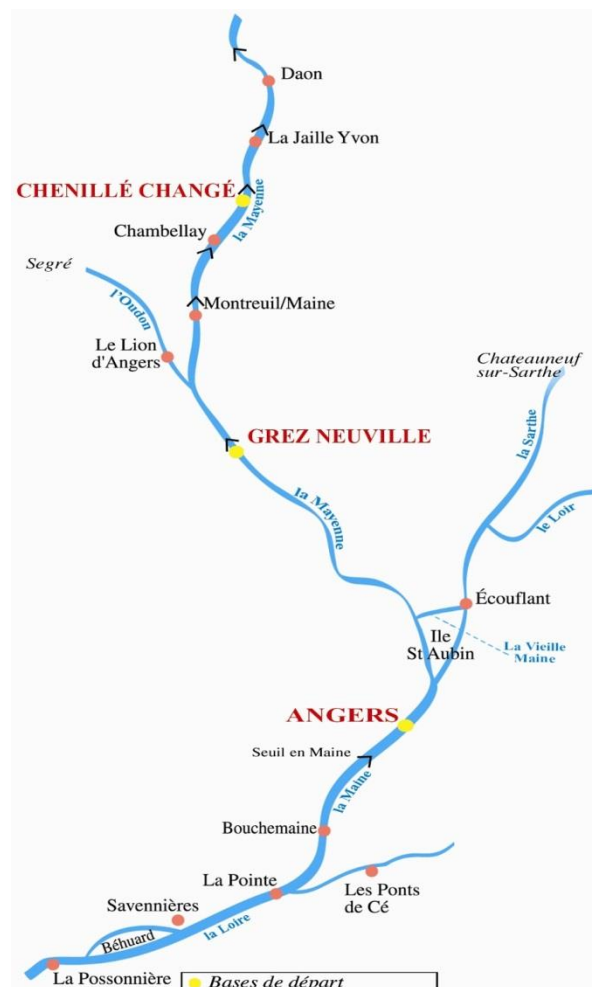 Daon
La Jaille Yvon
CHENILLÉ CHANGÉ
la Mayenne
Chambellay
Segré
l'Oudon
Montreuil/Maine
Le Lion
d'Angers
Chateauneuf
sur-Sarthe
GREZ NEUVILLE
la Sarthe
la Mayenne
le Loir
Écouflant
Ile
St Aubin
La Vieille
Maine
ANGERS
Seuil en Maine
la Maine
Bouchemaine
La Pointe
Les Ponts
de Cé
Savennières
Béhuard
la Loire
La Possonnière
Bases de départ